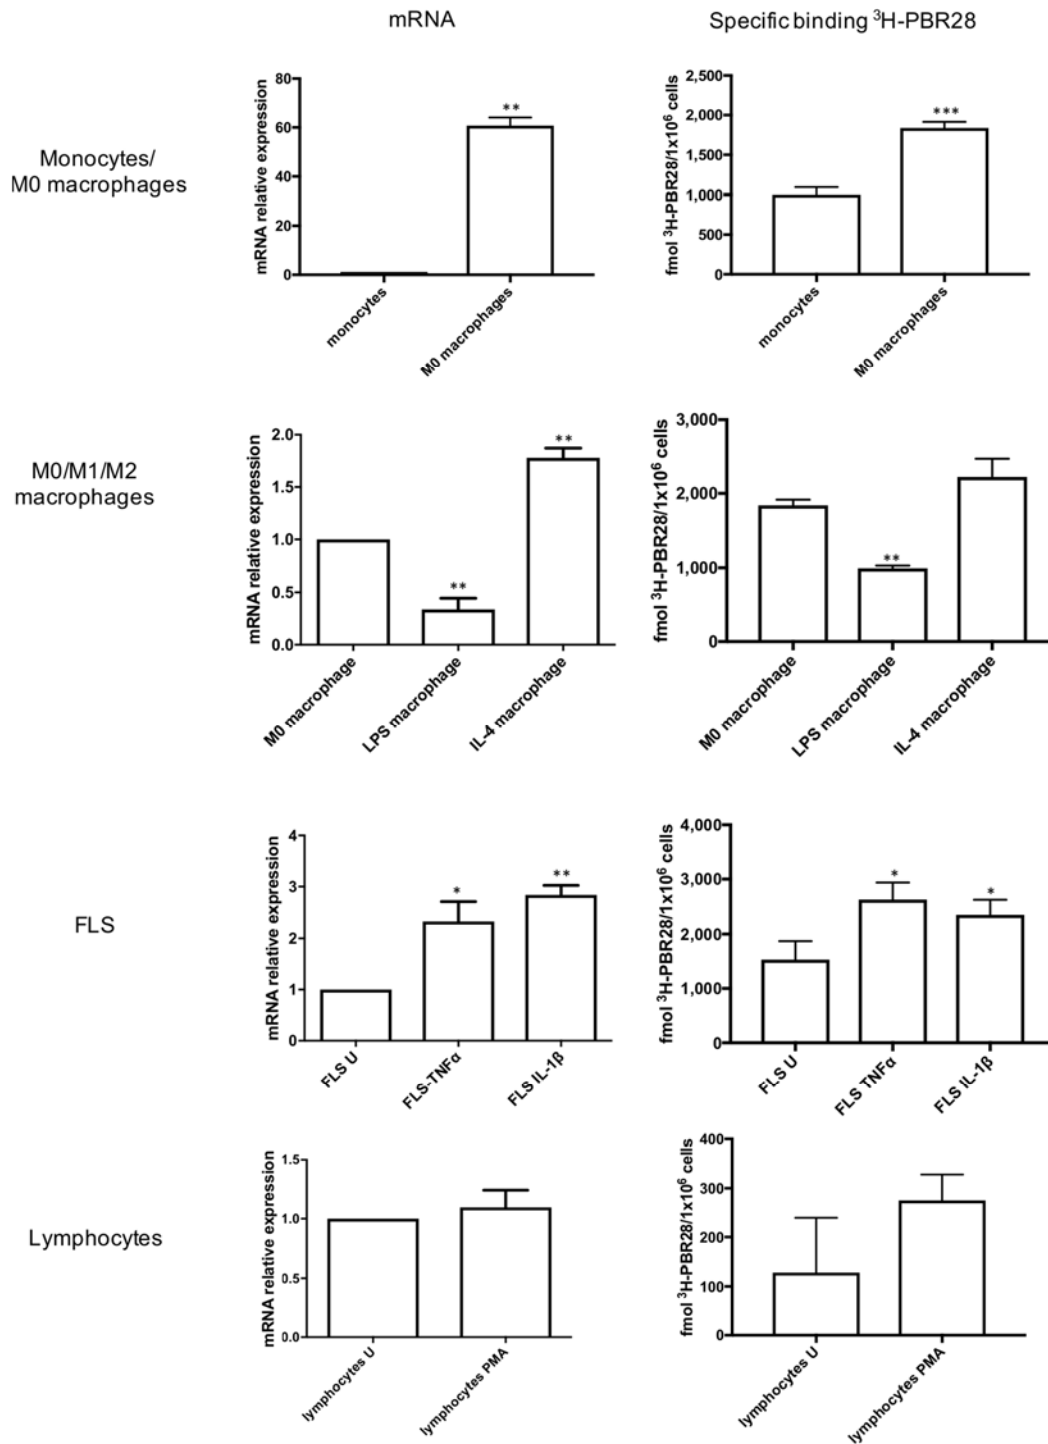 mRNA
Specific binding ³H-PBR28
Monocytes/
M0 macrophages
mRNA relative expression
80
60
40
20
0
**
monocytes
M0 macrophages
fmol ³H-PBR28/1x10⁶ cells
2,500
2,000
1,500
1,000
500
0
***
monocytes
M0 macrophages
M0/M1/M2
macrophages
mRNA relative expression
2.0
1.5
1.0
0.5
0.0
**
**
M0 macrophage
LPS macrophage
IL-4 macrophage
fmol ³H-PBR28/1x10⁶ cells
3,000
2,000
1,000
0
**
M0 macrophage
LPS macrophage
IL-4 macrophage
FLS
mRNA relative expression
4
3
2
1
0
*
**
FLS U
FLS-TNFα
FLS IL-1β
fmol ³H-PBR28/1x10⁶ cells
4,000
3,000
2,000
1,000
0
*
*
FLS U
FLS TNFα
FLS IL-1β
Lymphocytes
mRNA relative expression
1.5
1.0
0.5
0.0
lymphocytes U
lymphocytes PMA
fmol ³H-PBR28/1x10⁶ cells
400
300
200
100
0
lymphocytes U
lymphocytes PMA